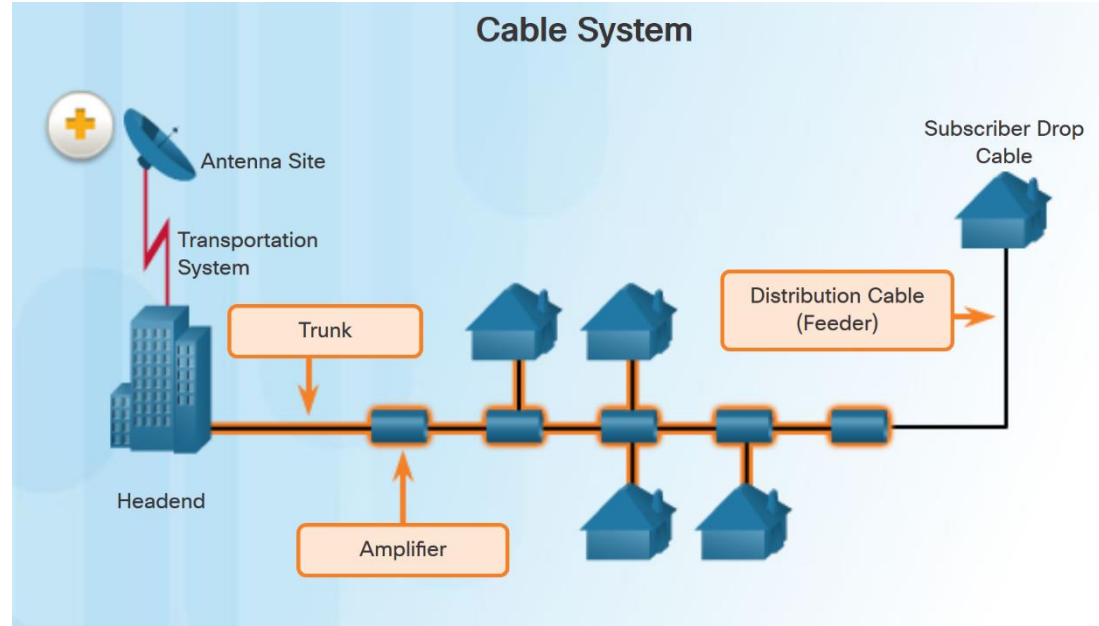 Cable System
Antenna Site
Subscriber Drop
Cable
Transportation
System
Trunk
Distribution Cable
(Feeder)
Headend
Amplifier